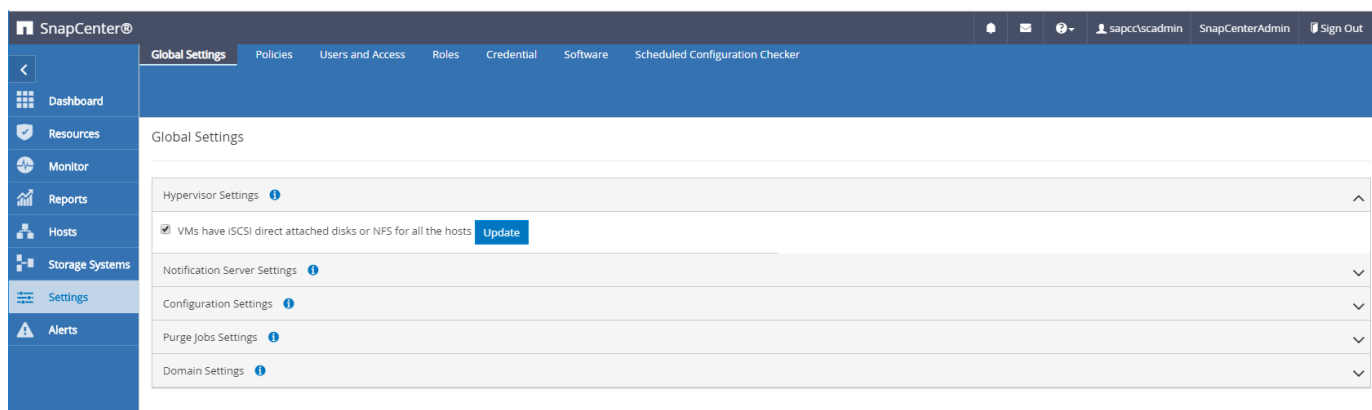 SnapCenter® sapcc\scadmin SnapCenterAdmin Sign Out
Global Settings Policies Users and Access Roles Credential Software Scheduled Configuration Checker
Dashboard
Resources
Monitor
Reports
Hosts
Storage Systems
Settings
Alerts
Global Settings
Hypervisor Settings
VMs have iSCSI direct attached disks or NFS for all the hosts Update
Notification Server Settings
Configuration Settings
Purge Jobs Settings
Domain Settings